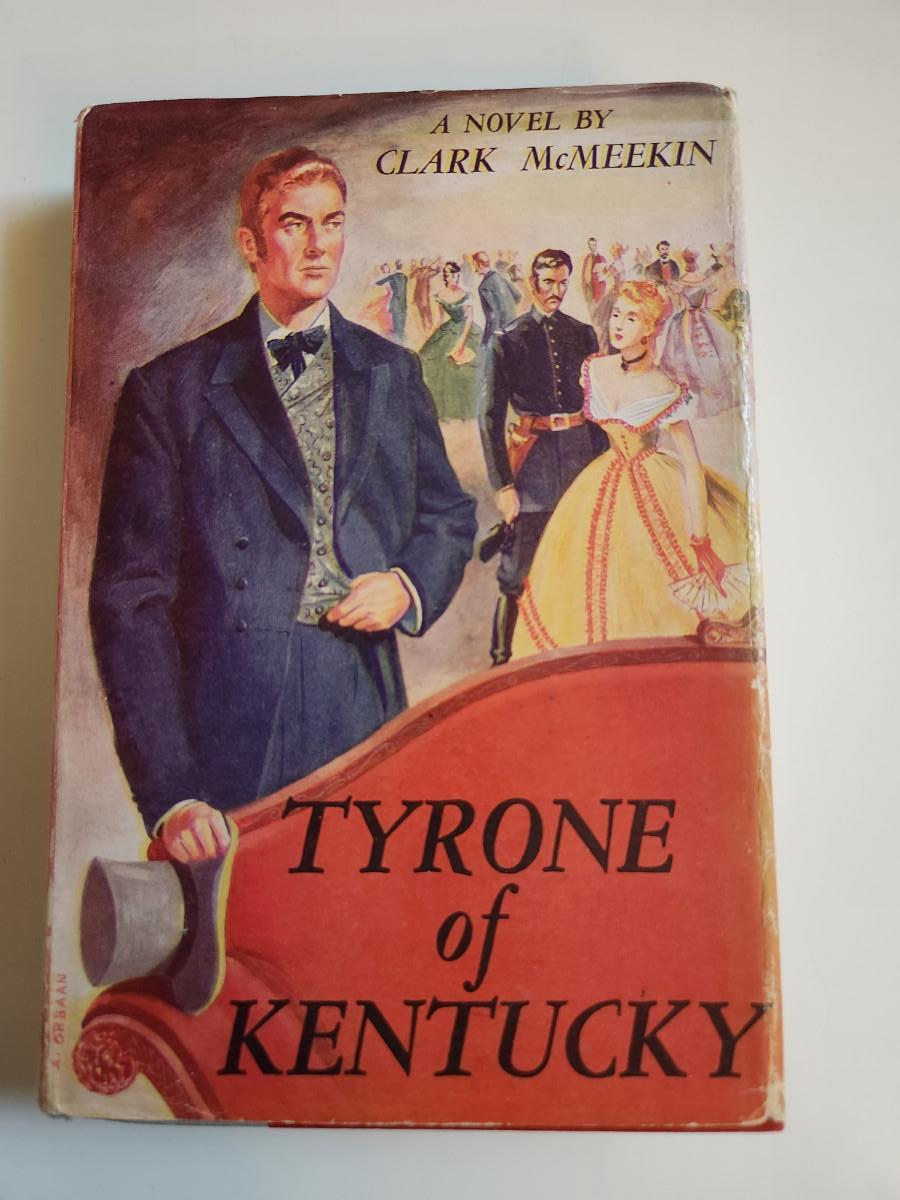 A NOVEL BY
CLARK McMEEKIN
TYRONE
of
KENTUCKY
A. ORBAAN